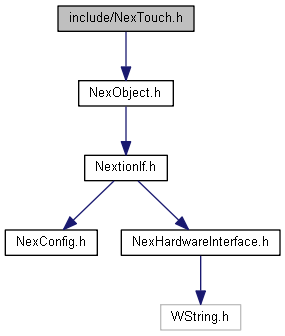 include/NexTouch.h
NexObject.h
NextionIf.h
NexConfig.h
NexHardwareInterface.h
WString.h